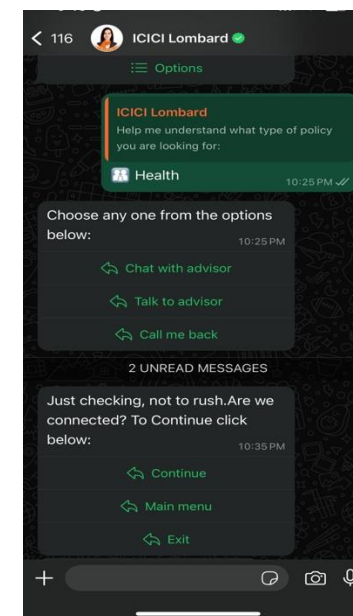 116
ICICI Lombard
Options
ICICI Lombard
Help me understand what type of policy
you are looking for:
Health
10:25 PM
Choose any one from the options
below:
10:25 PM
Chat with advisor
Talk to advisor
Call me back
2 UNREAD MESSAGES
Just checking, not to rush.Are we
connected? To Continue click
below:
10:35 PM
Continue
Main menu
Exit